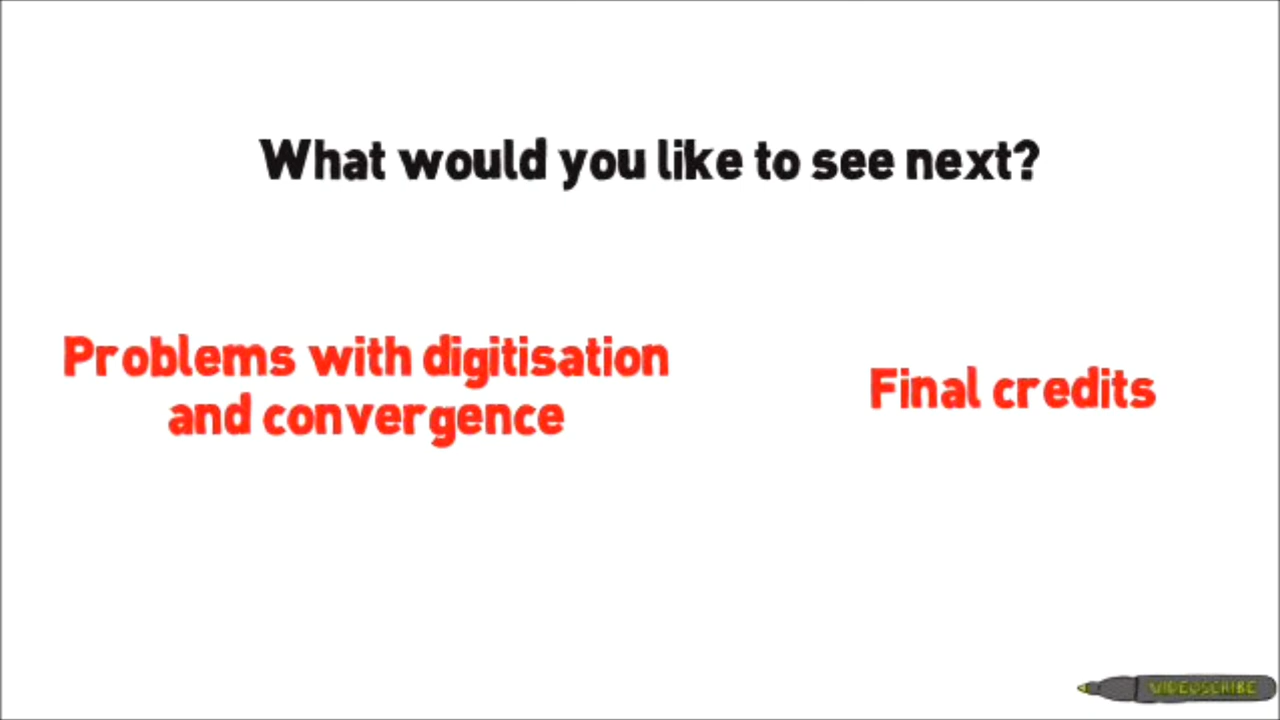 What would you like to see next?
Problems with digitisation
and convergence
Final credits
VIDEOSCRIBE